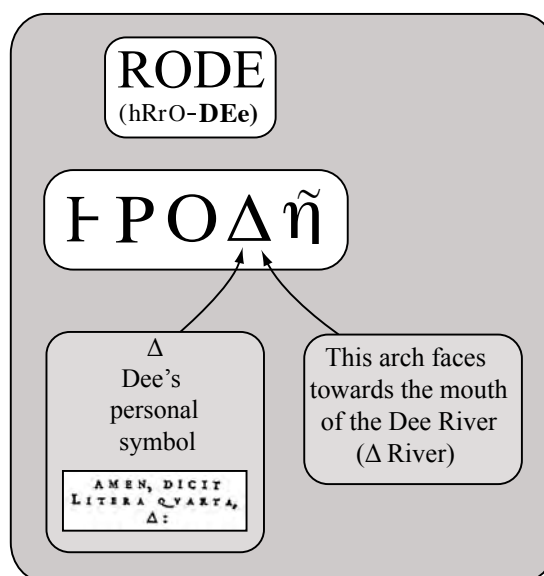 RODE
(hRrO-DEe)
Ͱ Ρ Ο Δ η̃
Δ
Dee's
personal
symbol
AMEN, DICIT
LITERA QVARTA,
Δ:
This arch faces
towards the mouth
of the Dee River
(Δ River)